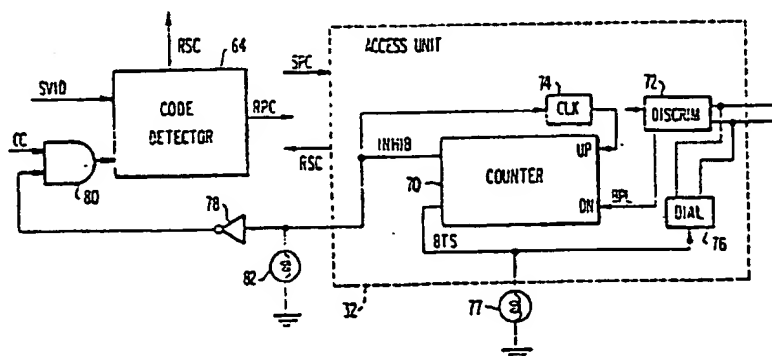 RSC
64
SVID
CODE
DETECTOR
RPC
CC
80
78
82
SPC
RSC
ACCESS UNIT
74
CLK
72
DISCRIM
INHIB
UP
70
COUNTER
DN
BPL
DIAL
76
BTS
32
77